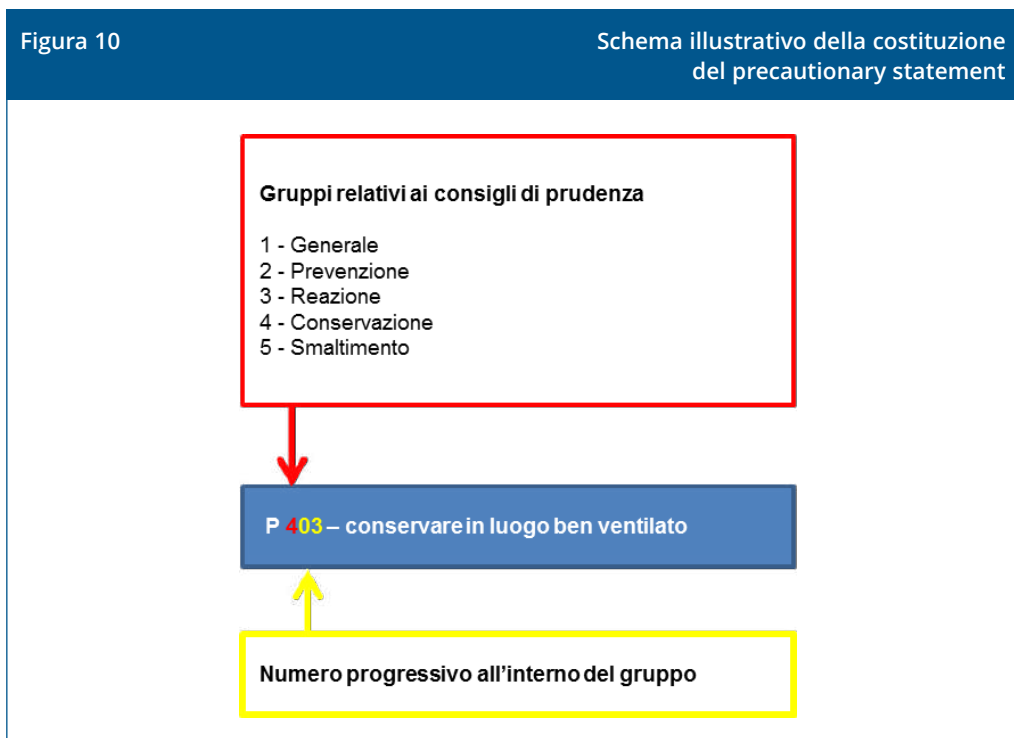 Figura 10
Schema illustrativo della costituzione
del precautionary statement
Gruppi relativi ai consigli di prudenza
1 - Generale
2 - Prevenzione
3 - Reazione
4 - Conservazione
5 - Smaltimento
P 403 – conservare in luogo ben ventilato
Numero progressivo all'interno del gruppo